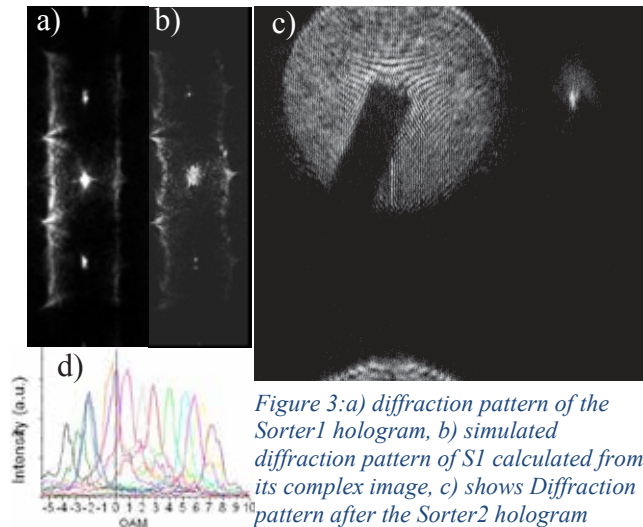 a)
b)
c)
d)
Intensity (a.u.)
-5 -4 -3 -2 -1 0 1 2 3 4 5 6 7 8 9 10
OAM
Figure 3:a) diffraction pattern of the
Sorter1 hologram, b) simulated
diffraction pattern of S1 calculated from
its complex image, c) shows Diffraction
pattern after the Sorter2 hologram